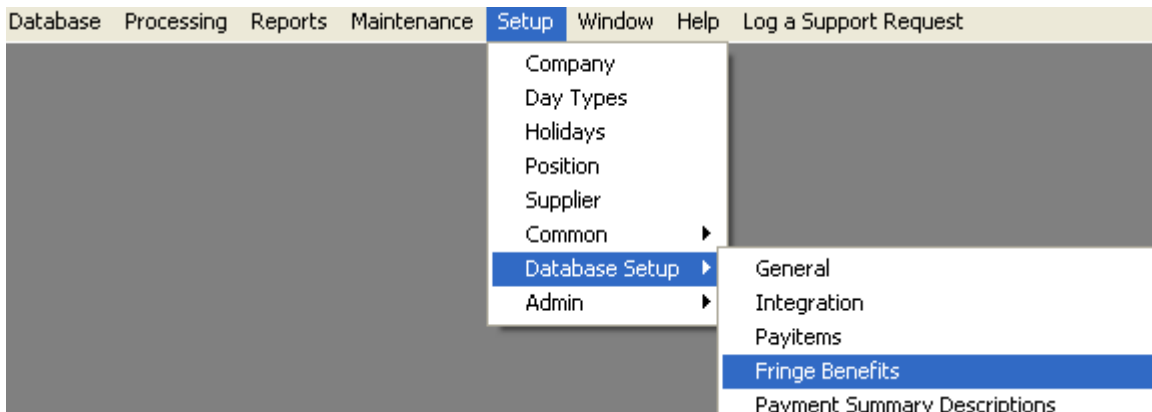 Database Processing Reports Maintenance Setup Window Help Log a Support Request
Company
Day Types
Holidays
Position
Supplier
Common
Database Setup
Admin
General
Integration
Payitems
Fringe Benefits
Payment Summary Descriptions